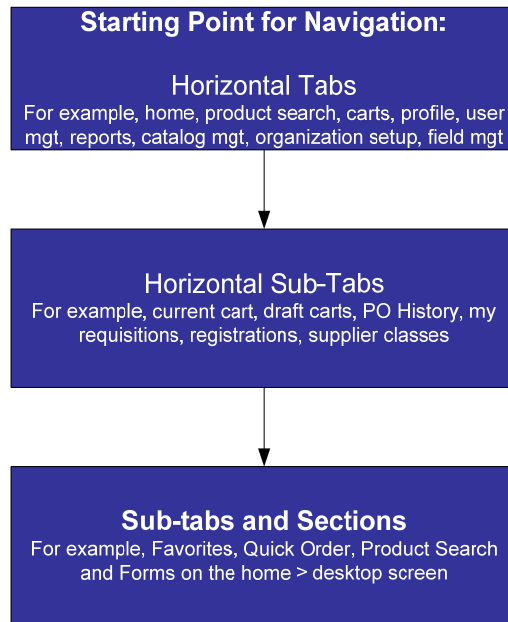 Starting Point for Navigation:
Horizontal Tabs
For example, home, product search, carts, profile, user
mgt, reports, catalog mgt, organization setup, field mgt
Horizontal Sub-Tabs
For example, current cart, draft carts, PO History, my
requisitions, registrations, supplier classes
Sub-tabs and Sections
For example, Favorites, Quick Order, Product Search
and Forms on the home > desktop screen